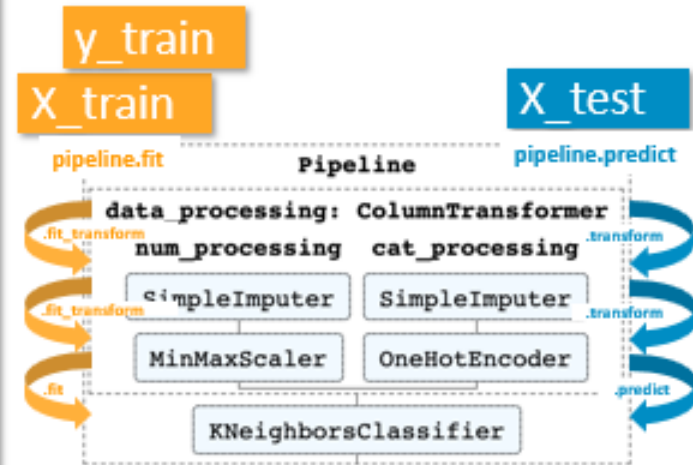 y_train
X_train
X_test
pipeline.fit
Pipeline
pipeline.predict
data_processing: ColumnTransformer
.fit_transform
.transform
num_processing
cat_processing
SimpleImputer
SimpleImputer
.fit_transform
.transform
MinMaxScaler
OneHotEncoder
.fit
.predict
KNeighborsClassifier